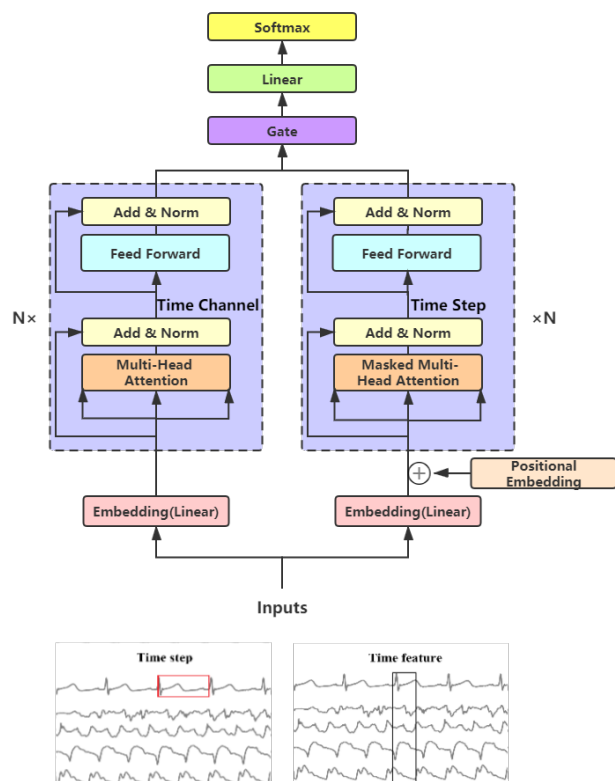 Softmax
Linear
Gate
Add & Norm
Add & Norm
Feed Forward
Feed Forward
Time Channel
Time Step
N×
×N
Add & Norm
Add & Norm
Multi-Head
Attention
Masked Multi-
Head Attention
Positional
Embedding
Embedding(Linear)
Embedding(Linear)
Inputs
Time step
Time feature